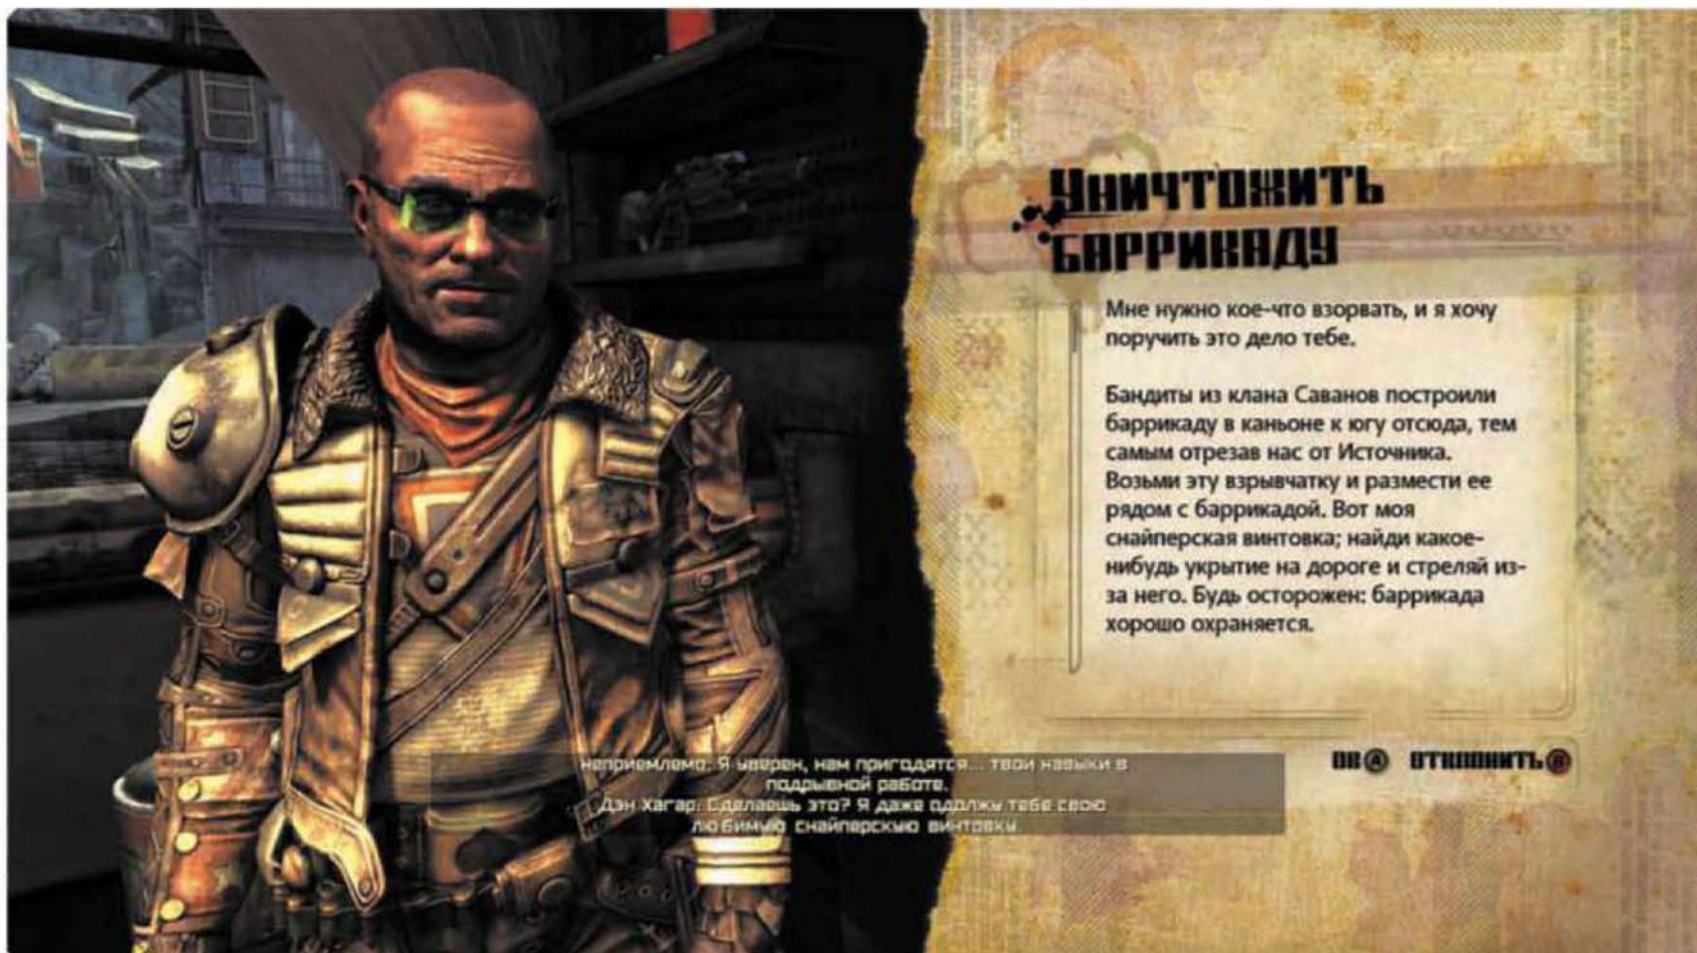 Уничтожить
баррикаду
Мне нужно кое-что взорвать, и я хочу
поручить это дело тебе.
Бандиты из клана Саванов построили
баррикаду в каньоне к югу отсюда, тем
самым отрезав нас от Источника.
Возьми эту взрывчатку и размести ее
рядом с баррикадой. Вот моя
снайперская винтовка; найди какое-
нибудь укрытие на дороге и стреляй из-
за него. Будь осторожен: баррикада
хорошо охраняется.
ОК A ОТКЛОНИТЬ B
неприемлемо. Я уверен, нам пригодятся... твои навыки в
подрывной работе.
Дэн Хагар: Сделаешь это? Я даже одолжу тебе свою
любимую снайперскую винтовку.